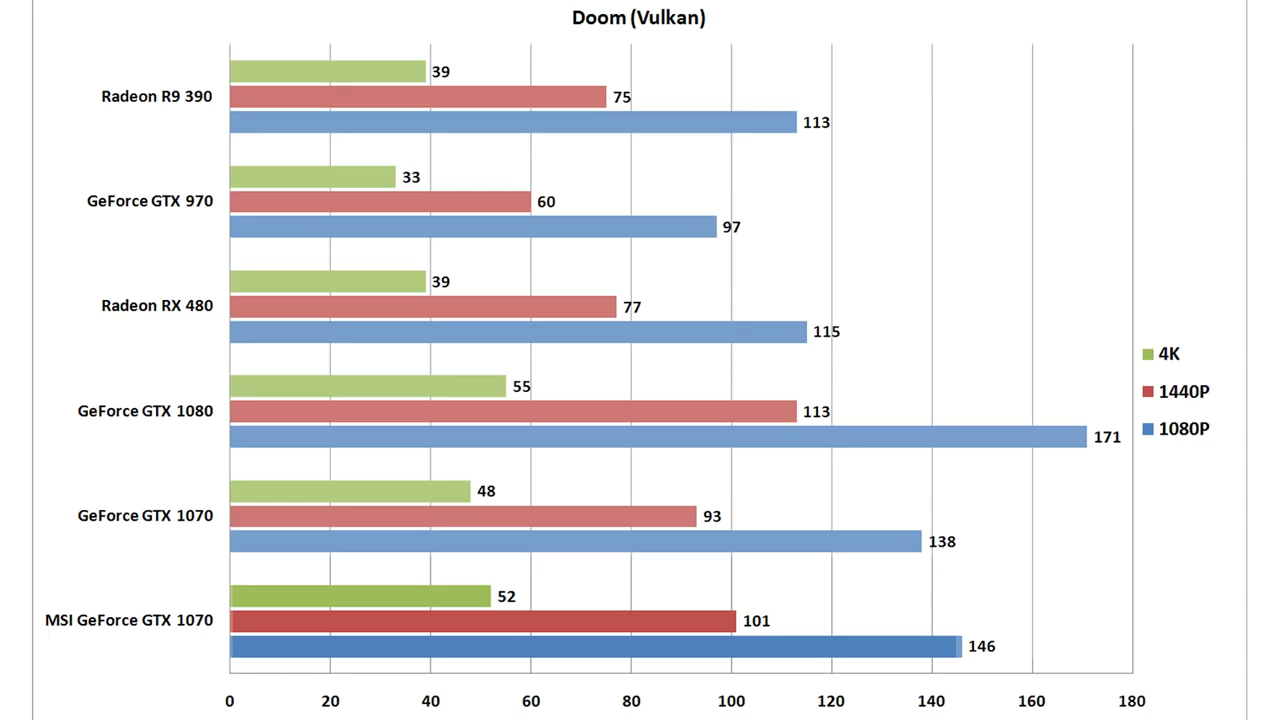 Doom (Vulkan)
Radeon R9 390
39
75
113
GeForce GTX 970
33
60
97
Radeon RX 480
39
77
115
GeForce GTX 1080
55
113
171
GeForce GTX 1070
48
93
138
MSI GeForce GTX 1070
52
101
146
4K
1440P
1080P
0 20 40 60 80 100 120 140 160 180